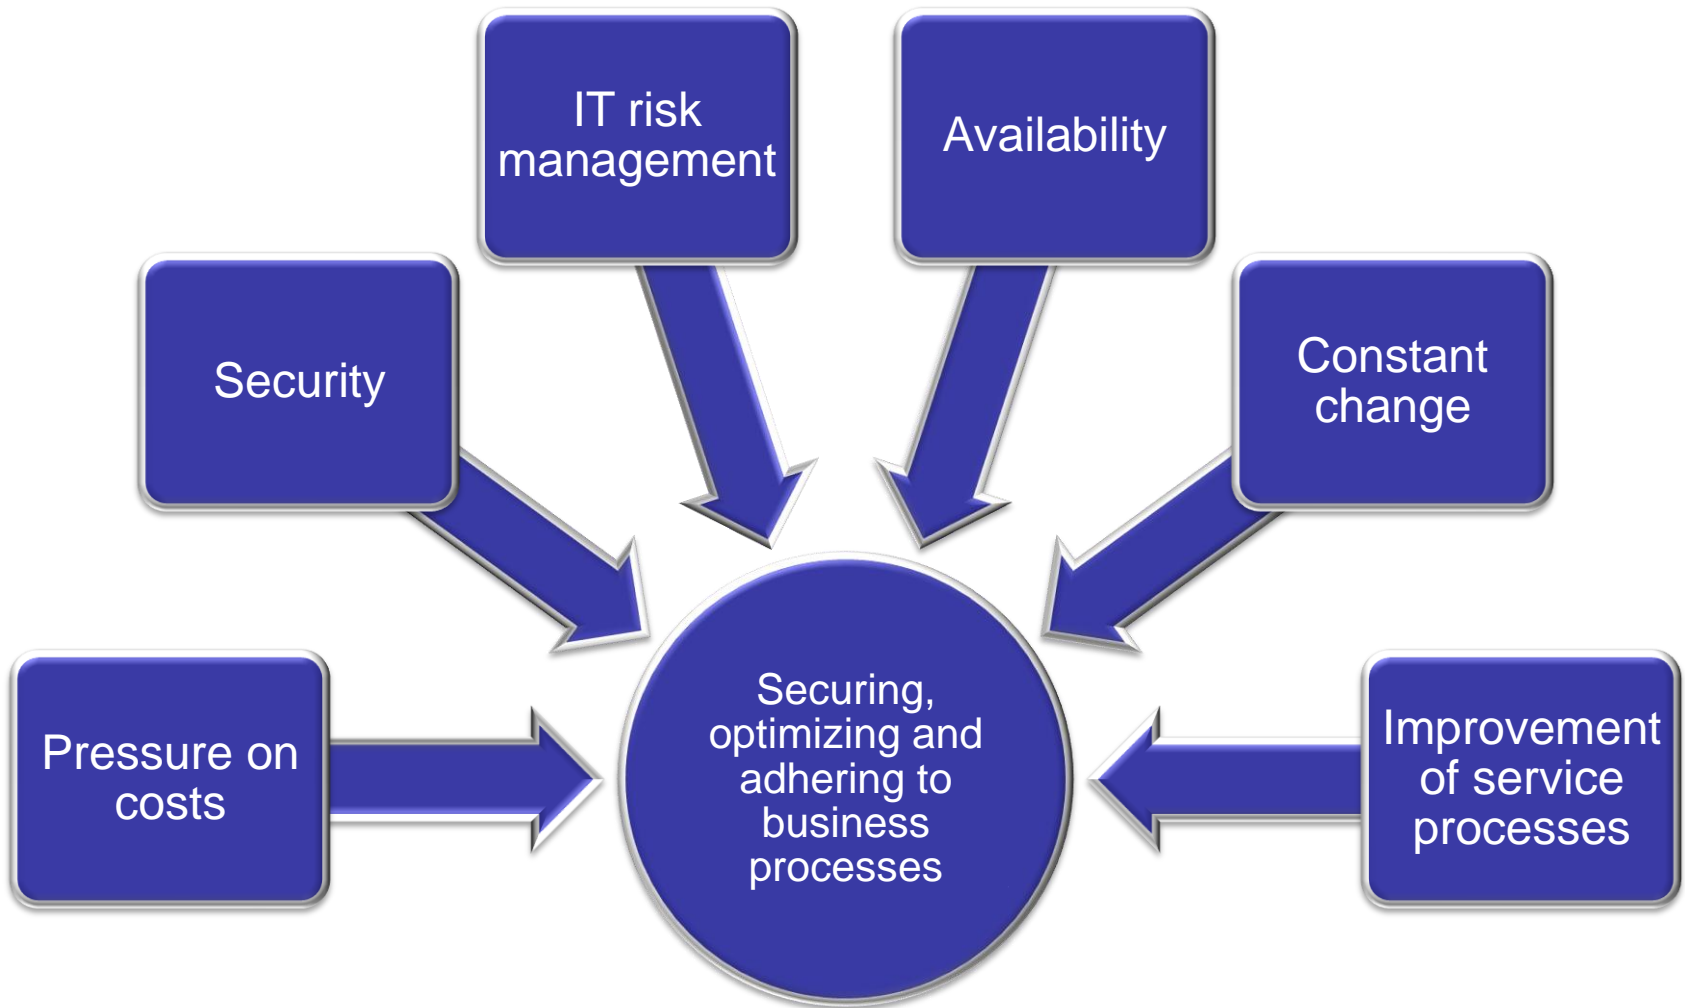 IT risk
management
Availability
Security
Constant
change
Pressure on
costs
Securing,
optimizing and
adhering to
business
processes
Improvement
of service
processes